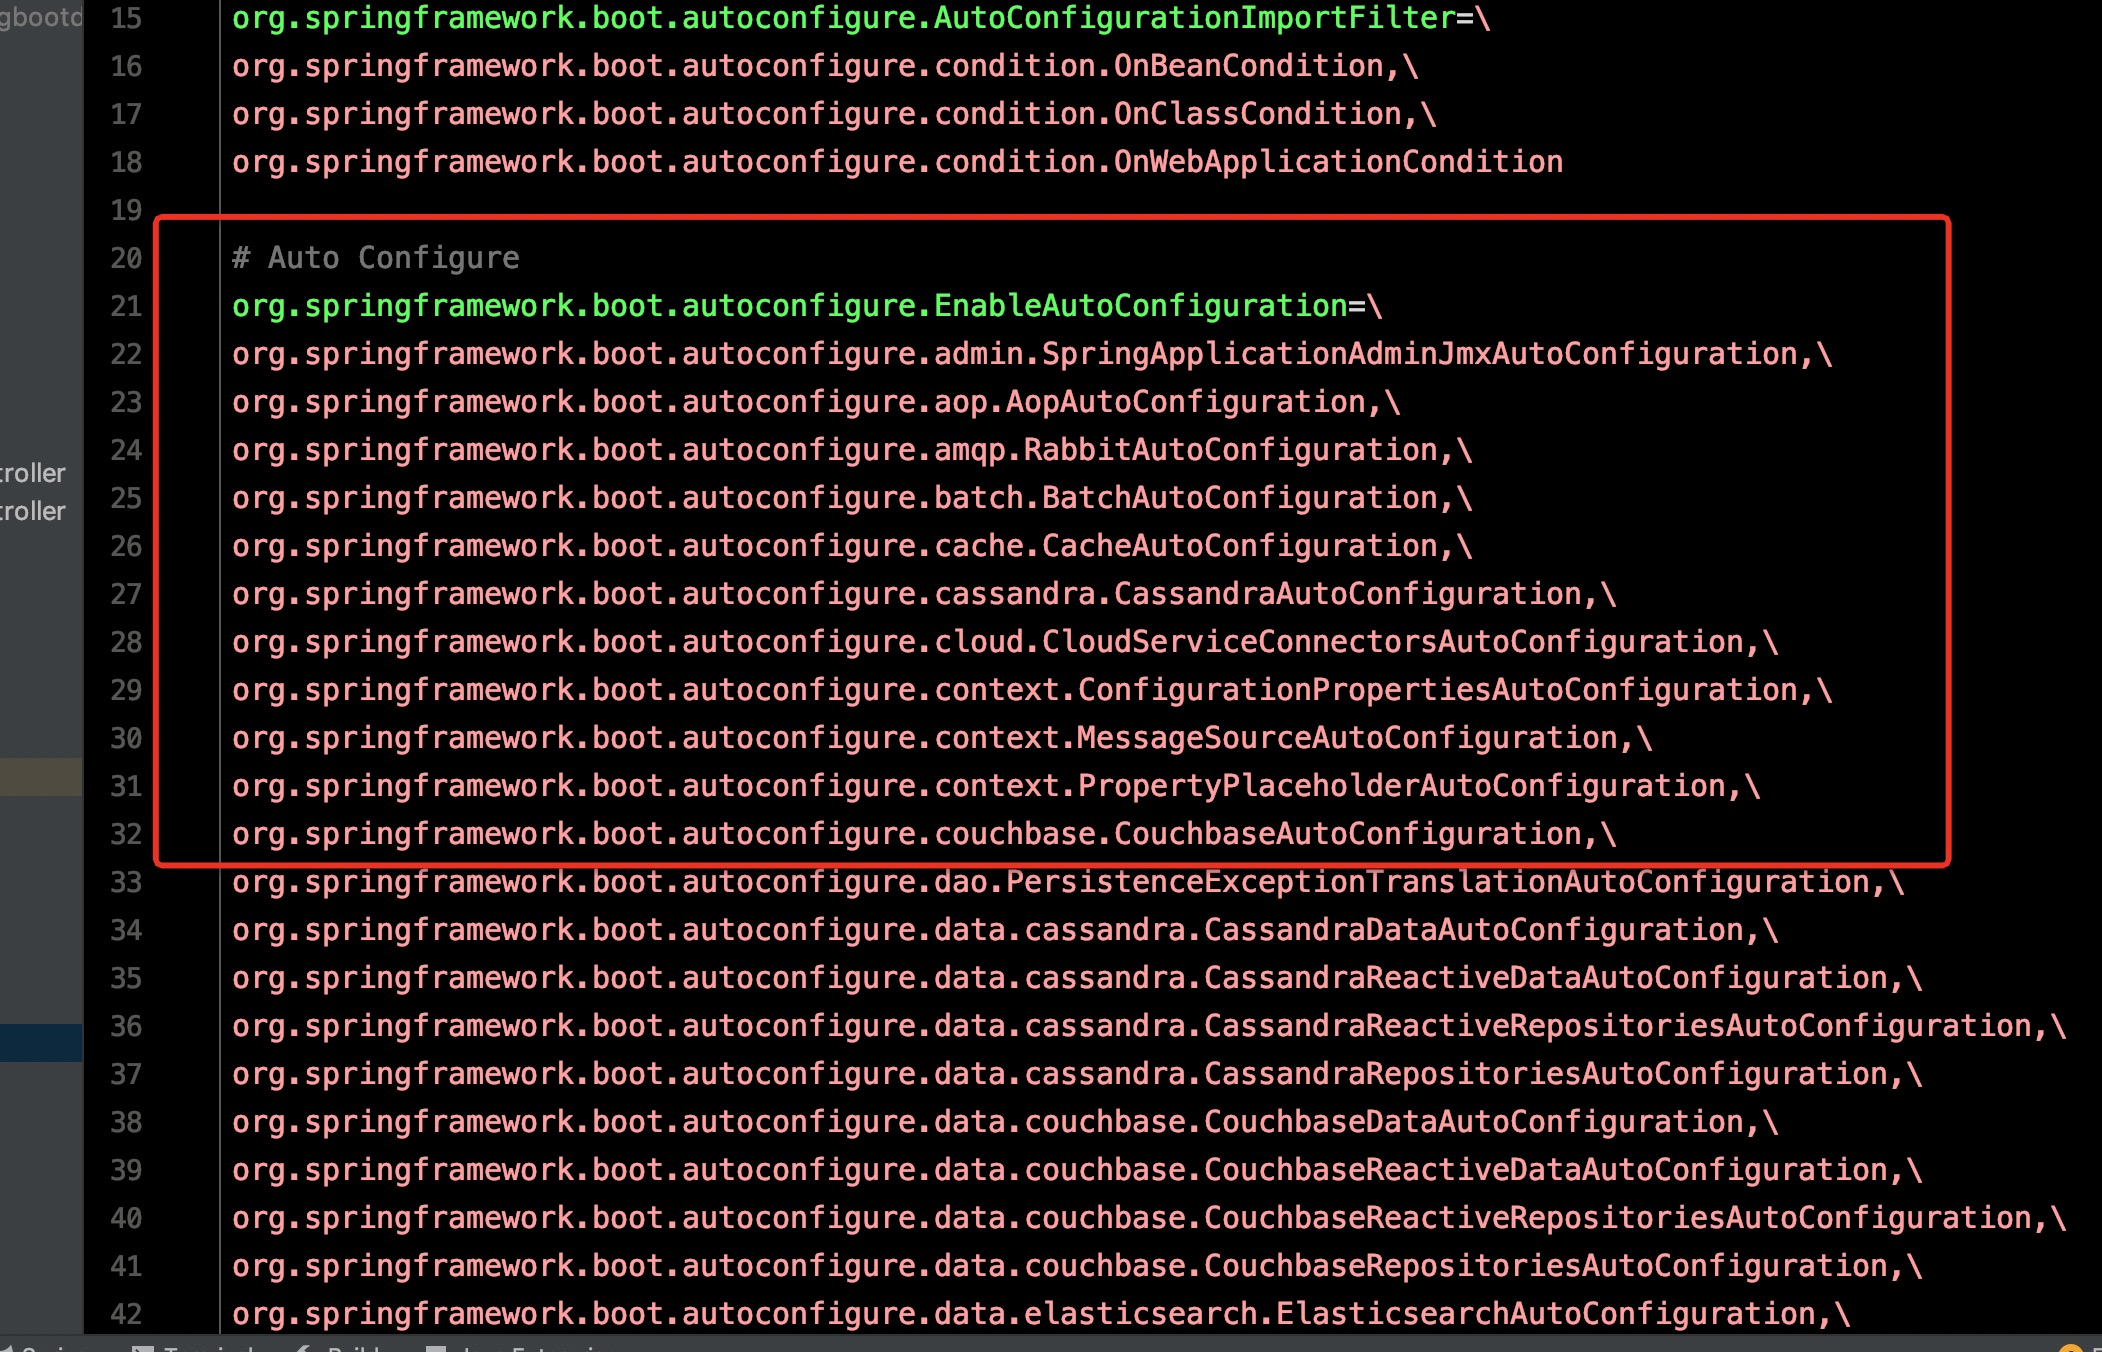 15 org.springframework.boot.autoconfigure.AutoConfigurationImportFilter=\
16 org.springframework.boot.autoconfigure.condition.OnBeanCondition,\
17 org.springframework.boot.autoconfigure.condition.OnClassCondition,\
18 org.springframework.boot.autoconfigure.condition.OnWebApplicationCondition
19
20 # Auto Configure
21 org.springframework.boot.autoconfigure.EnableAutoConfiguration=\
22 org.springframework.boot.autoconfigure.admin.SpringApplicationAdminJmxAutoConfiguration,\
23 org.springframework.boot.autoconfigure.aop.AopAutoConfiguration,\
24 org.springframework.boot.autoconfigure.amqp.RabbitAutoConfiguration,\
troller
25 org.springframework.boot.autoconfigure.batch.BatchAutoConfiguration,\
troller
26 org.springframework.boot.autoconfigure.cache.CacheAutoConfiguration,\
27 org.springframework.boot.autoconfigure.cassandra.CassandraAutoConfiguration,\
28 org.springframework.boot.autoconfigure.cloud.CloudServiceConnectorsAutoConfiguration,\
29 org.springframework.boot.autoconfigure.context.ConfigurationPropertiesAutoConfiguration,\
30 org.springframework.boot.autoconfigure.context.MessageSourceAutoConfiguration,\
31 org.springframework.boot.autoconfigure.context.PropertyPlaceholderAutoConfiguration,\
32 org.springframework.boot.autoconfigure.couchbase.CouchbaseAutoConfiguration,\
33 org.springframework.boot.autoconfigure.dao.PersistenceExceptionTranslationAutoConfiguration,\
34 org.springframework.boot.autoconfigure.data.cassandra.CassandraDataAutoConfiguration,\
35 org.springframework.boot.autoconfigure.data.cassandra.CassandraReactiveDataAutoConfiguration,\
36 org.springframework.boot.autoconfigure.data.cassandra.CassandraReactiveRepositoriesAutoConfiguration,\
37 org.springframework.boot.autoconfigure.data.cassandra.CassandraRepositoriesAutoConfiguration,\
38 org.springframework.boot.autoconfigure.data.couchbase.CouchbaseDataAutoConfiguration,\
39 org.springframework.boot.autoconfigure.data.couchbase.CouchbaseReactiveDataAutoConfiguration,\
40 org.springframework.boot.autoconfigure.data.couchbase.CouchbaseReactiveRepositoriesAutoConfiguration,\
41 org.springframework.boot.autoconfigure.data.couchbase.CouchbaseRepositoriesAutoConfiguration,\
42 org.springframework.boot.autoconfigure.data.elasticsearch.ElasticsearchAutoConfiguration,\